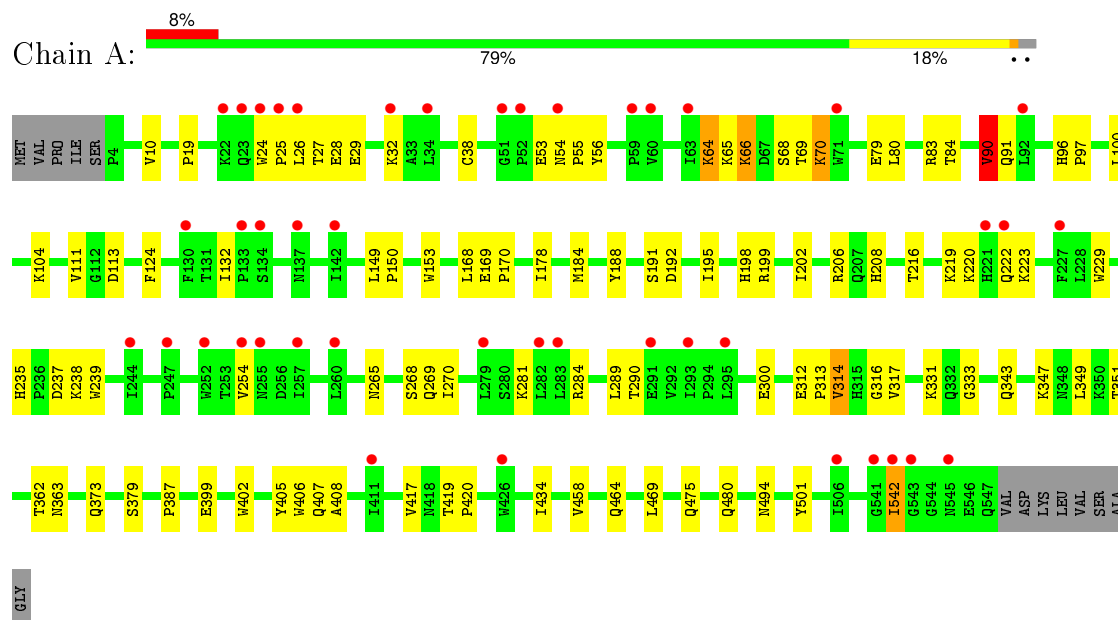 8%
Chain A:
79% 18% ••
MET VAL PRO ILE SER P4 V10 P19 K22 Q23 W24 P25 L26 T27 E28 E29 K32 A33 L34 C38 G51 P52 E53 N54 P55 Y56 P59 V60 I63 K64 K65 K66 D67 S68 T69 K70 W71 E79 L80 R83 T84 V90 Q91 L92 H96 P97 L100
K104 V111 G112 D113 F124 F130 T131 I132 P133 S134 N137 I142 L149 P150 W153 L168 E169 P170 I178 M184 Y188 S191 D192 I195 H198 R199 I202 R206 Q207 H208 T216 K219 K220 H221 Q222 K223 F227 L228 W229
H235 P236 D237 K238 W239 I244 P247 W252 T253 V254 N255 D256 I257 L260 N265 S268 Q269 I270 L279 S280 K281 L282 L283 R284 L289 T290 E291 V292 I293 P294 L295 E300 E312 P313 V314 H315 G316 V317 K331 Q332 G333 Q343 K347 N348 L349 K350 T351
T362 N363 Q373 S379 P387 E399 W402 Y405 W406 Q407 A408 I411 V417 N418 T419 P420 W426 I434 V458 Q464 L469 Q475 Q480 N494 Y501 I506 G541 I542 G543 G544 N545 E546 Q547 VAL ASP LYS LEU VAL SER ALA
GLY